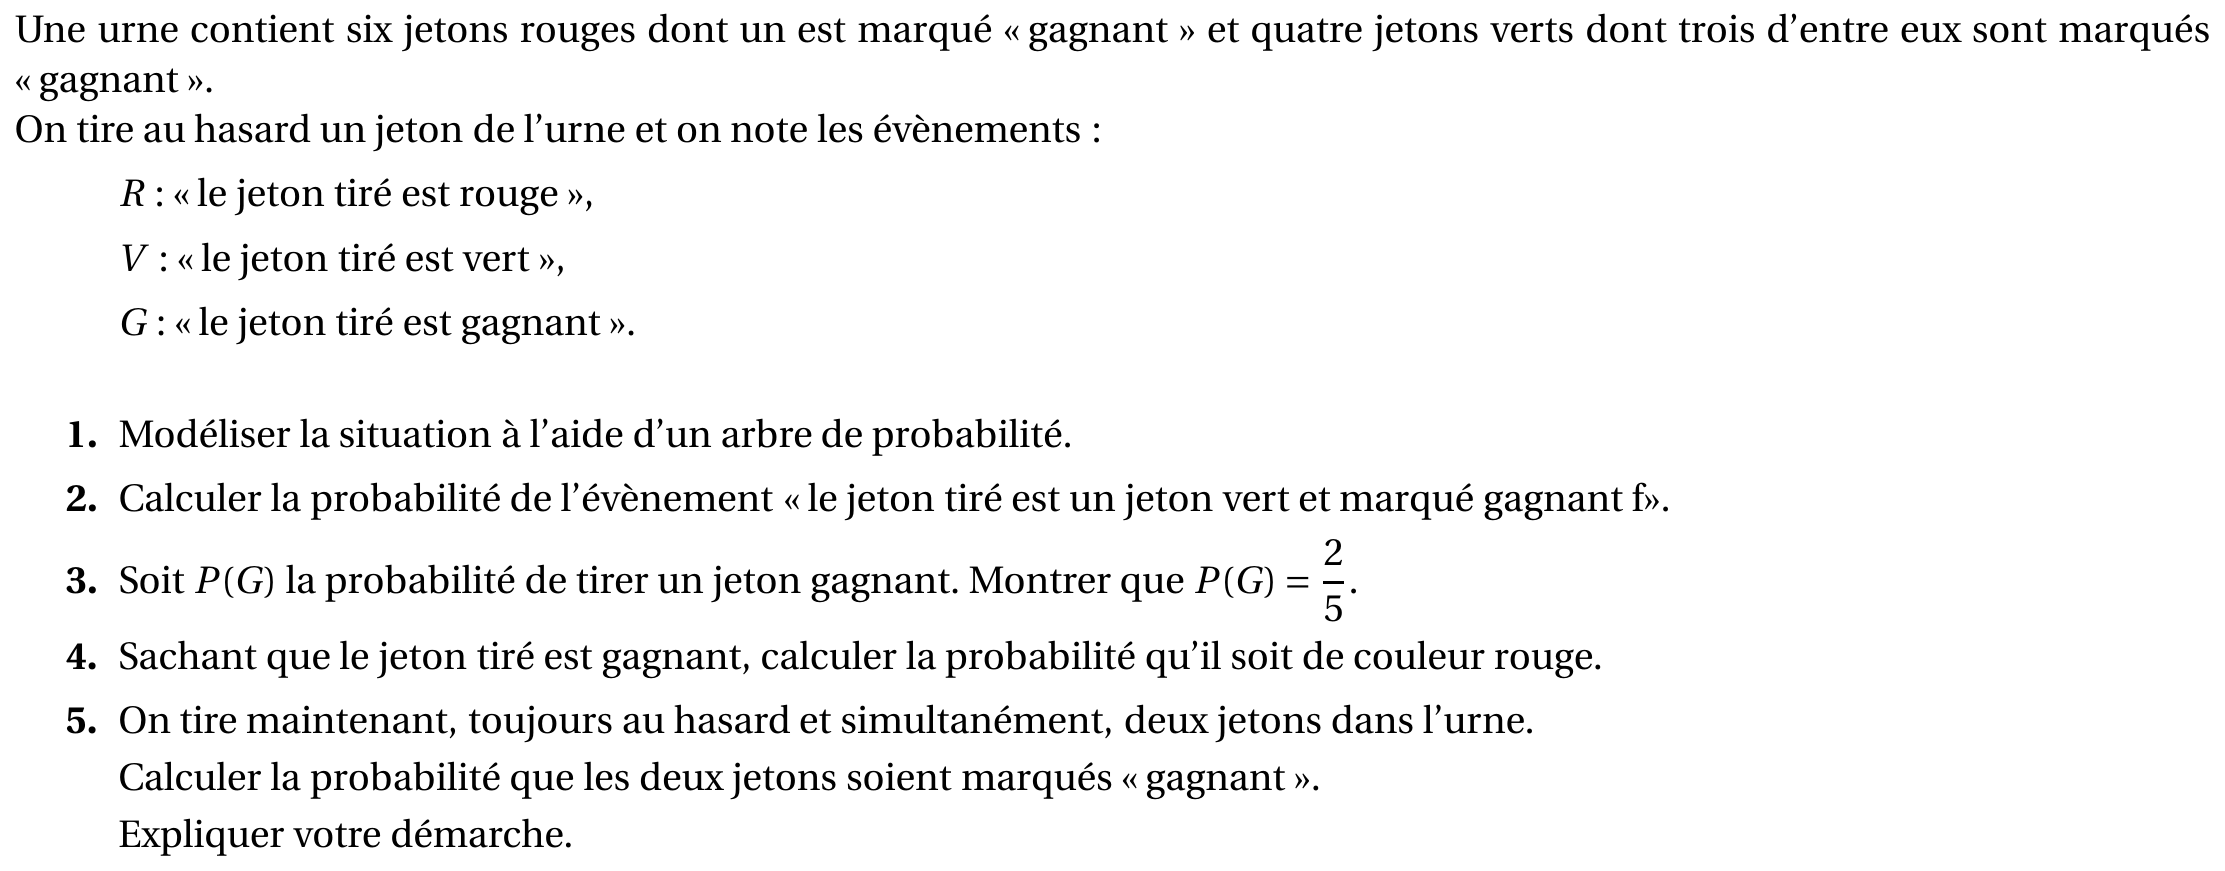 Une urne contient six jetons rouges dont un est marqué « gagnant » et quatre jetons verts dont trois d’entre eux sont marqués
« gagnant ».
On tire au hasard un jeton de l’urne et on note les évènements :
R : « le jeton tiré est rouge »,
V : « le jeton tiré est vert »,
G : « le jeton tiré est gagnant ».
1. Modéliser la situation à l’aide d’un arbre de probabilité.
2. Calculer la probabilité de l’évènement « le jeton tiré est un jeton vert et marqué gagnant f».
3. Soit P(G) la probabilité de tirer un jeton gagnant. Montrer que P(G) = 2/5.
4. Sachant que le jeton tiré est gagnant, calculer la probabilité qu’il soit de couleur rouge.
5. On tire maintenant, toujours au hasard et simultanément, deux jetons dans l’urne.
Calculer la probabilité que les deux jetons soient marqués « gagnant ».
Expliquer votre démarche.